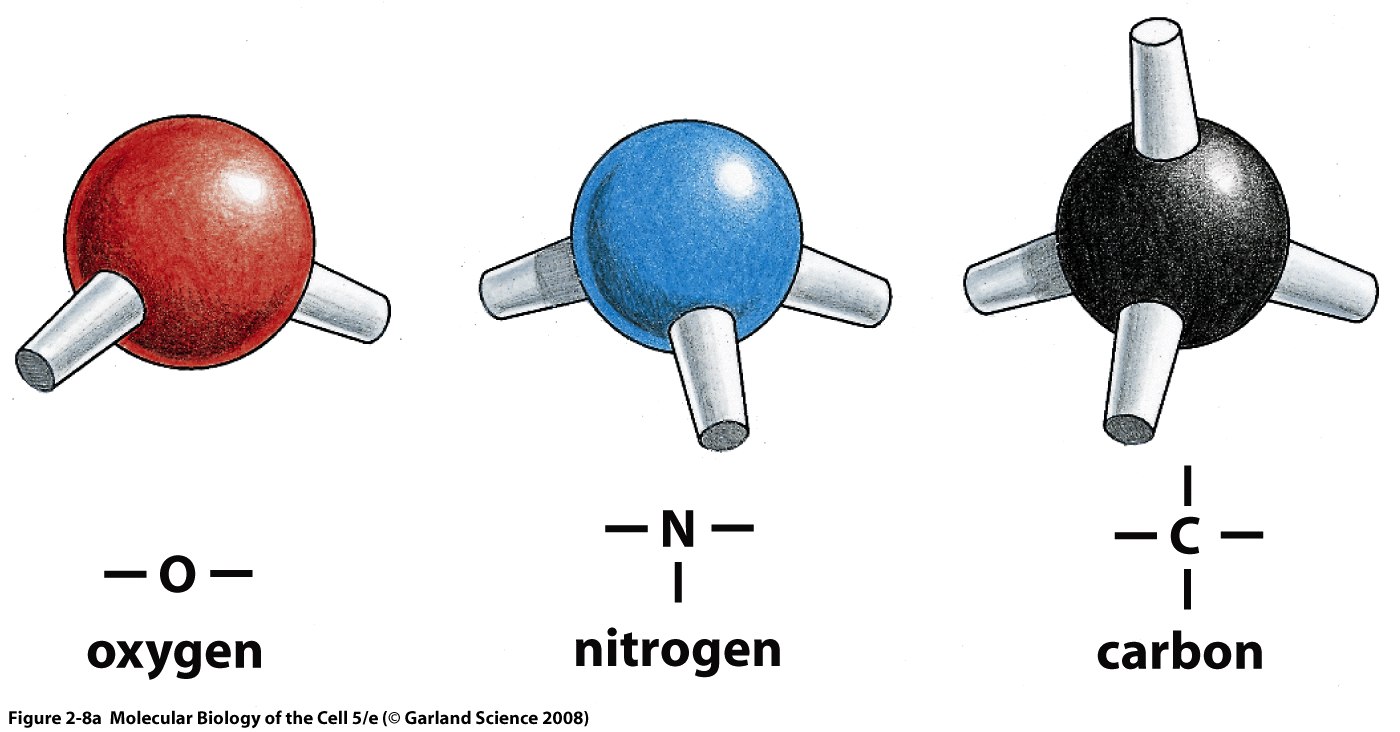 — O —
oxygen
— N —
|
nitrogen
|
— C —
|
carbon
Figure 2-8a Molecular Biology of the Cell 5/e (© Garland Science 2008)